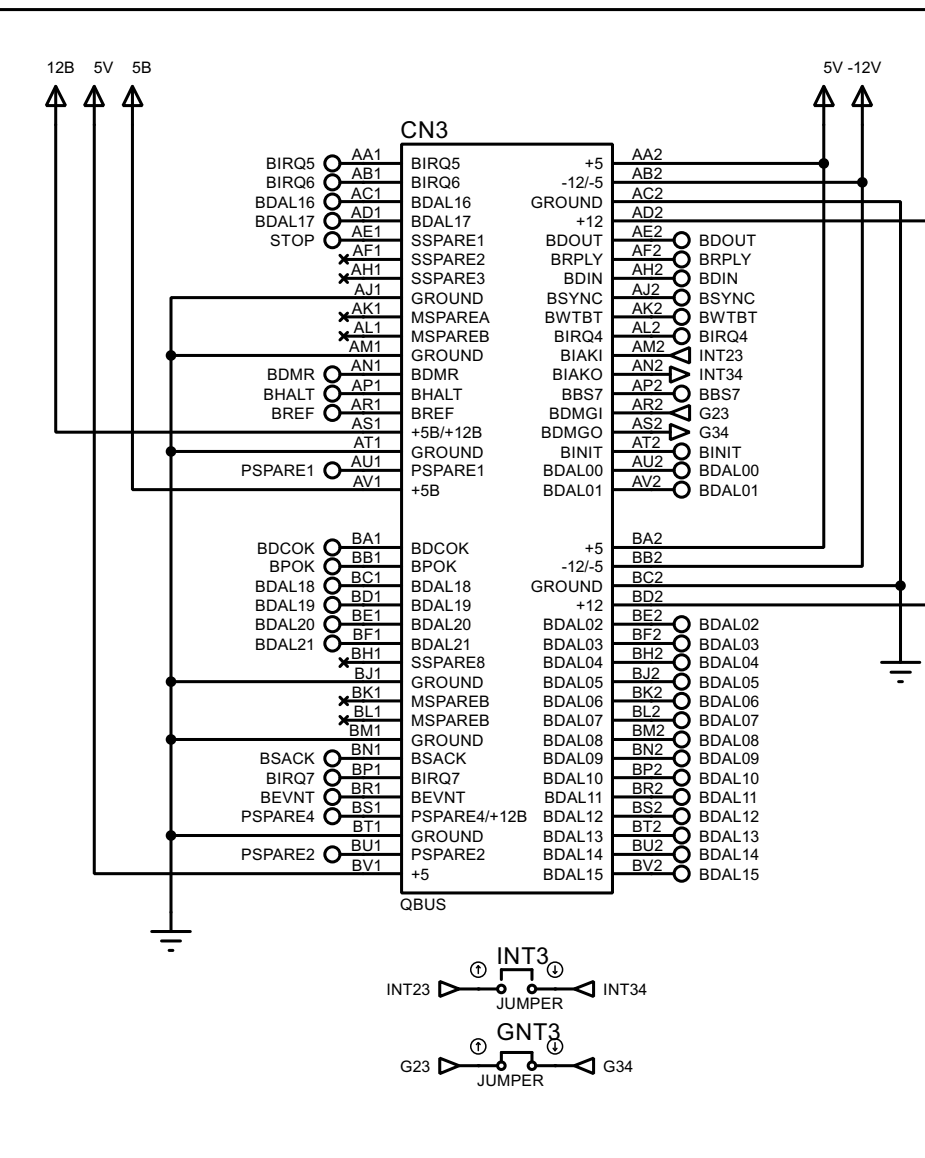 12B 5V 5B 5V -12V
CN3
BIRQ5 AA1 BIRQ5 +5 AA2
BIRQ6 AB1 BIRQ6 -12/-5 AB2
BDAL16 AC1 BDAL16 GROUND AC2
BDAL17 AD1 BDAL17 +12 AD2
STOP AE1 SSPARE1 BDOUT AE2 BDOUT
AF1 SSPARE2 BRPLY AF2 BRPLY
AH1 SSPARE3 BDIN AH2 BDIN
AJ1 GROUND BSYNC AJ2 BSYNC
AK1 MSPAREA BWTBT AK2 BWTBT
AL1 MSPAREB BIRQ4 AL2 BIRQ4
AM1 GROUND BIAKI AM2 INT23
BDMR AN1 BDMR BIAKO AN2 INT34
BHALT AP1 BHALT BBS7 AP2 BBS7
BREF AR1 BREF BDMGI AR2 G23
AS1 +5B/+12B BDMGO AS2 G34
AT1 GROUND BINIT AT2 BINIT
PSPARE1 AU1 PSPARE1 BDAL00 AU2 BDAL00
AV1 +5B BDAL01 AV2 BDAL01
BDCOK BA1 BDCOK +5 BA2
BPOK BB1 BPOK -12/-5 BB2
BDAL18 BC1 BDAL18 GROUND BC2
BDAL19 BD1 BDAL19 +12 BD2
BDAL20 BE1 BDAL20 BDAL02 BE2 BDAL02
BDAL21 BF1 BDAL21 BDAL03 BF2 BDAL03
BH1 SSPARE8 BDAL04 BH2 BDAL04
BJ1 GROUND BDAL05 BJ2 BDAL05
BK1 MSPAREB BDAL06 BK2 BDAL06
BL1 MSPAREB BDAL07 BL2 BDAL07
BM1 GROUND BDAL08 BM2 BDAL08
BSACK BN1 BSACK BDAL09 BN2 BDAL09
BIRQ7 BP1 BIRQ7 BDAL10 BP2 BDAL10
BEVNT BR1 BEVNT BDAL11 BR2 BDAL11
PSPARE4 BS1 PSPARE4/+12B BDAL12 BS2 BDAL12
BT1 GROUND BDAL13 BT2 BDAL13
PSPARE2 BU1 PSPARE2 BDAL14 BU2 BDAL14
BV1 +5 BDAL15 BV2 BDAL15
QBUS
INT3
INT23 INT34
JUMPER
GNT3
G23 G34
JUMPER